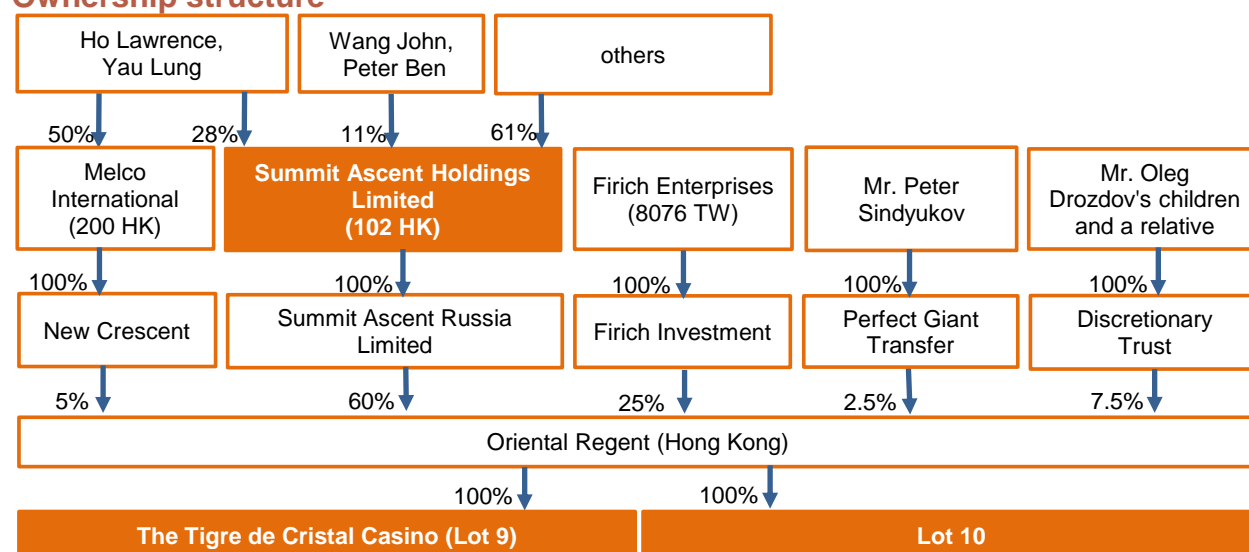 Ownership structure
Ho Lawrence,
Yau Lung
Wang John,
Peter Ben
others
50%
28%
11%
61%
Melco
International
(200 HK)
Summit Ascent Holdings
Limited
(102 HK)
Firich Enterprises
(8076 TW)
Mr. Peter
Sindyukov
Mr. Oleg
Drozdov's children
and a relative
100%
100%
100%
100%
100%
New Crescent
Summit Ascent Russia
Limited
Firich Investment
Perfect Giant
Transfer
Discretionary
Trust
5%
60%
25%
2.5%
7.5%
Oriental Regent (Hong Kong)
100%
100%
The Tigre de Cristal Casino (Lot 9)
Lot 10